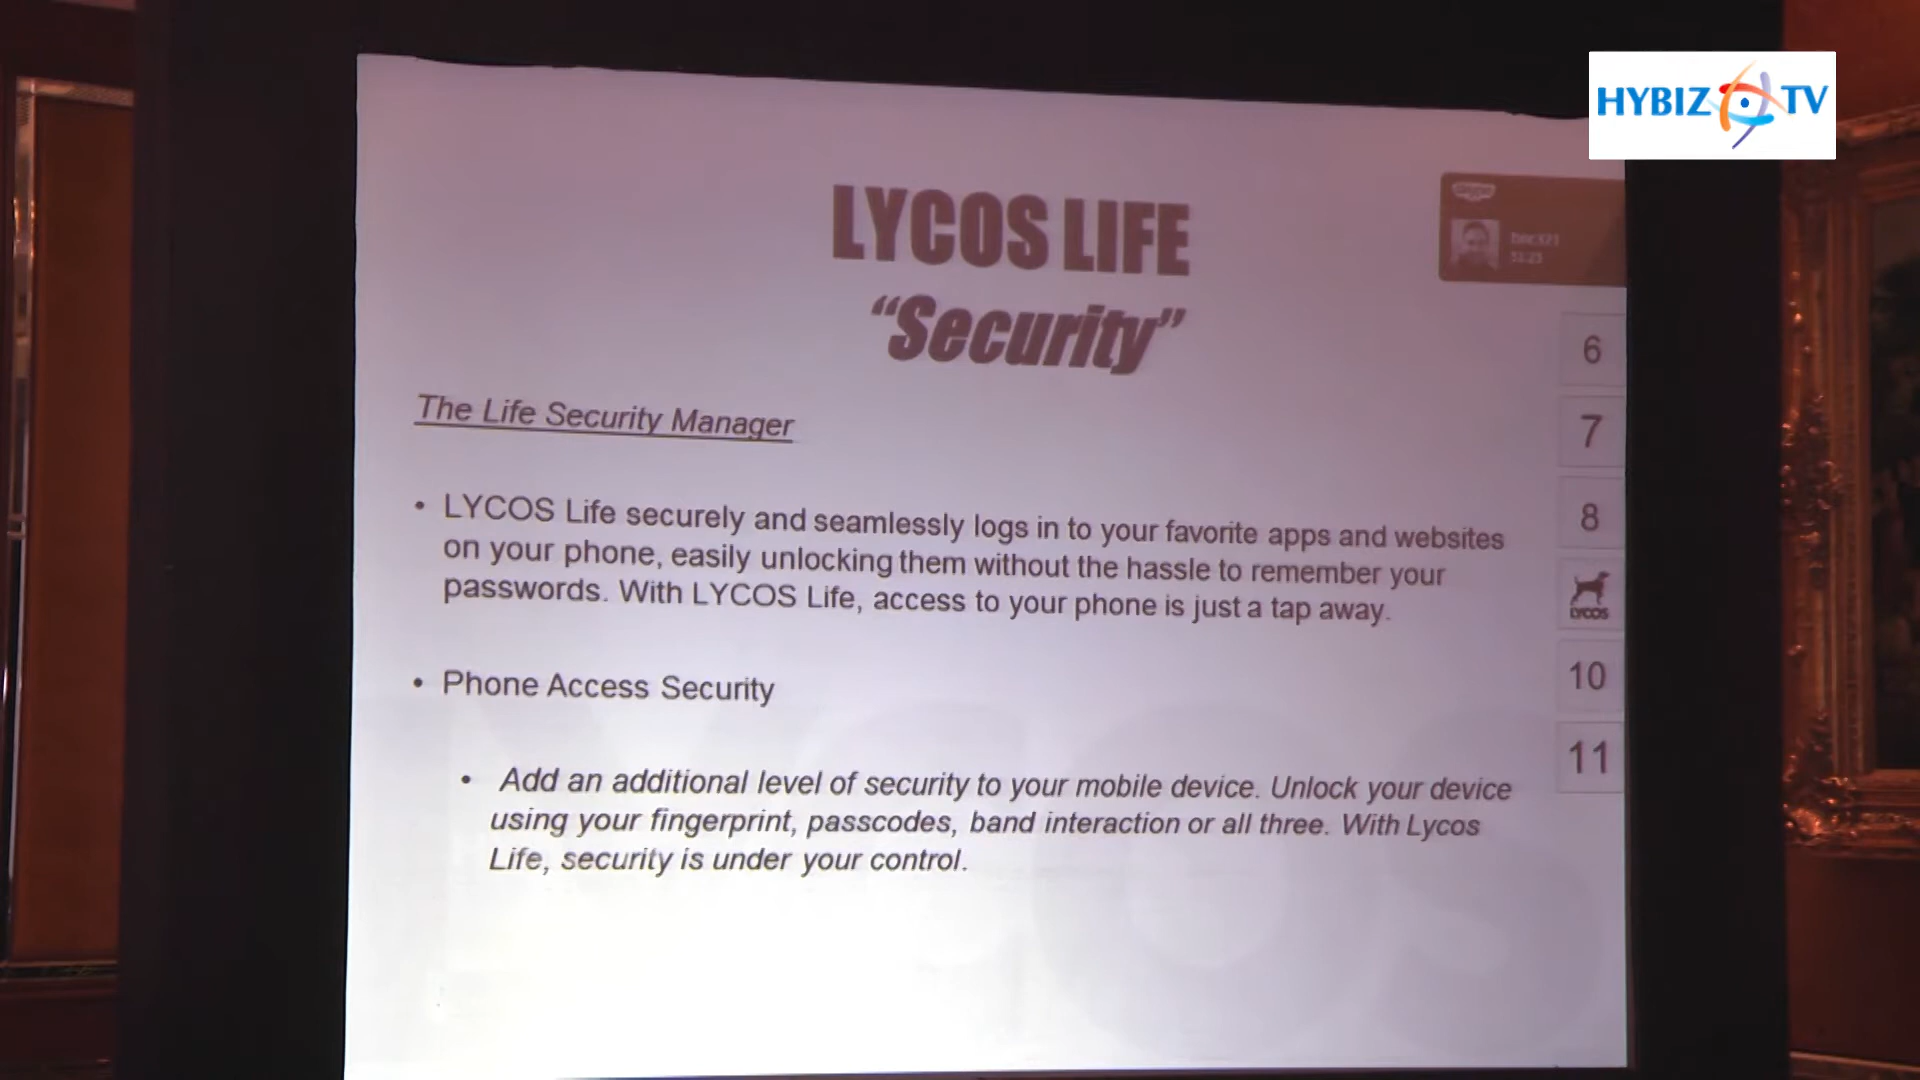 HYBIZ TV
LYCOS LIFE
“Security”
skype
51:23
The Life Security Manager
• LYCOS Life securely and seamlessly logs in to your favorite apps and websites
on your phone, easily unlocking them without the hassle to remember your
passwords. With LYCOS Life, access to your phone is just a tap away.
• Phone Access Security
• Add an additional level of security to your mobile device. Unlock your device
using your fingerprint, passcodes, band interaction or all three. With Lycos
Life, security is under your control.
6
7
8
LYCOS
10
11